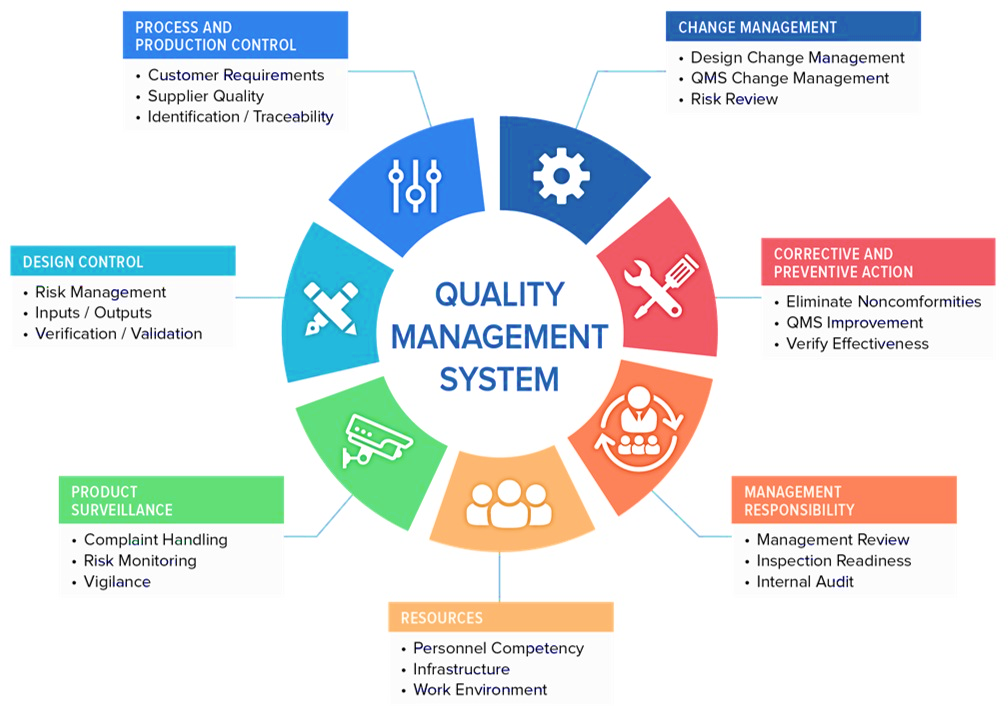 PROCESS AND
PRODUCTION CONTROL
• Customer Requirements
• Supplier Quality
• Identification / Traceability
CHANGE MANAGEMENT
• Design Change Management
• QMS Change Management
• Risk Review
DESIGN CONTROL
• Risk Management
• Inputs / Outputs
• Verification / Validation
QUALITY
MANAGEMENT
SYSTEM
CORRECTIVE AND
PREVENTIVE ACTION
• Eliminate Noncomformities
• QMS Improvement
• Verify Effectiveness
PRODUCT
SURVEILLANCE
• Complaint Handling
• Risk Monitoring
• Vigilance
MANAGEMENT
RESPONSIBILITY
• Management Review
• Inspection Readiness
• Internal Audit
RESOURCES
• Personnel Competency
• Infrastructure
• Work Environment